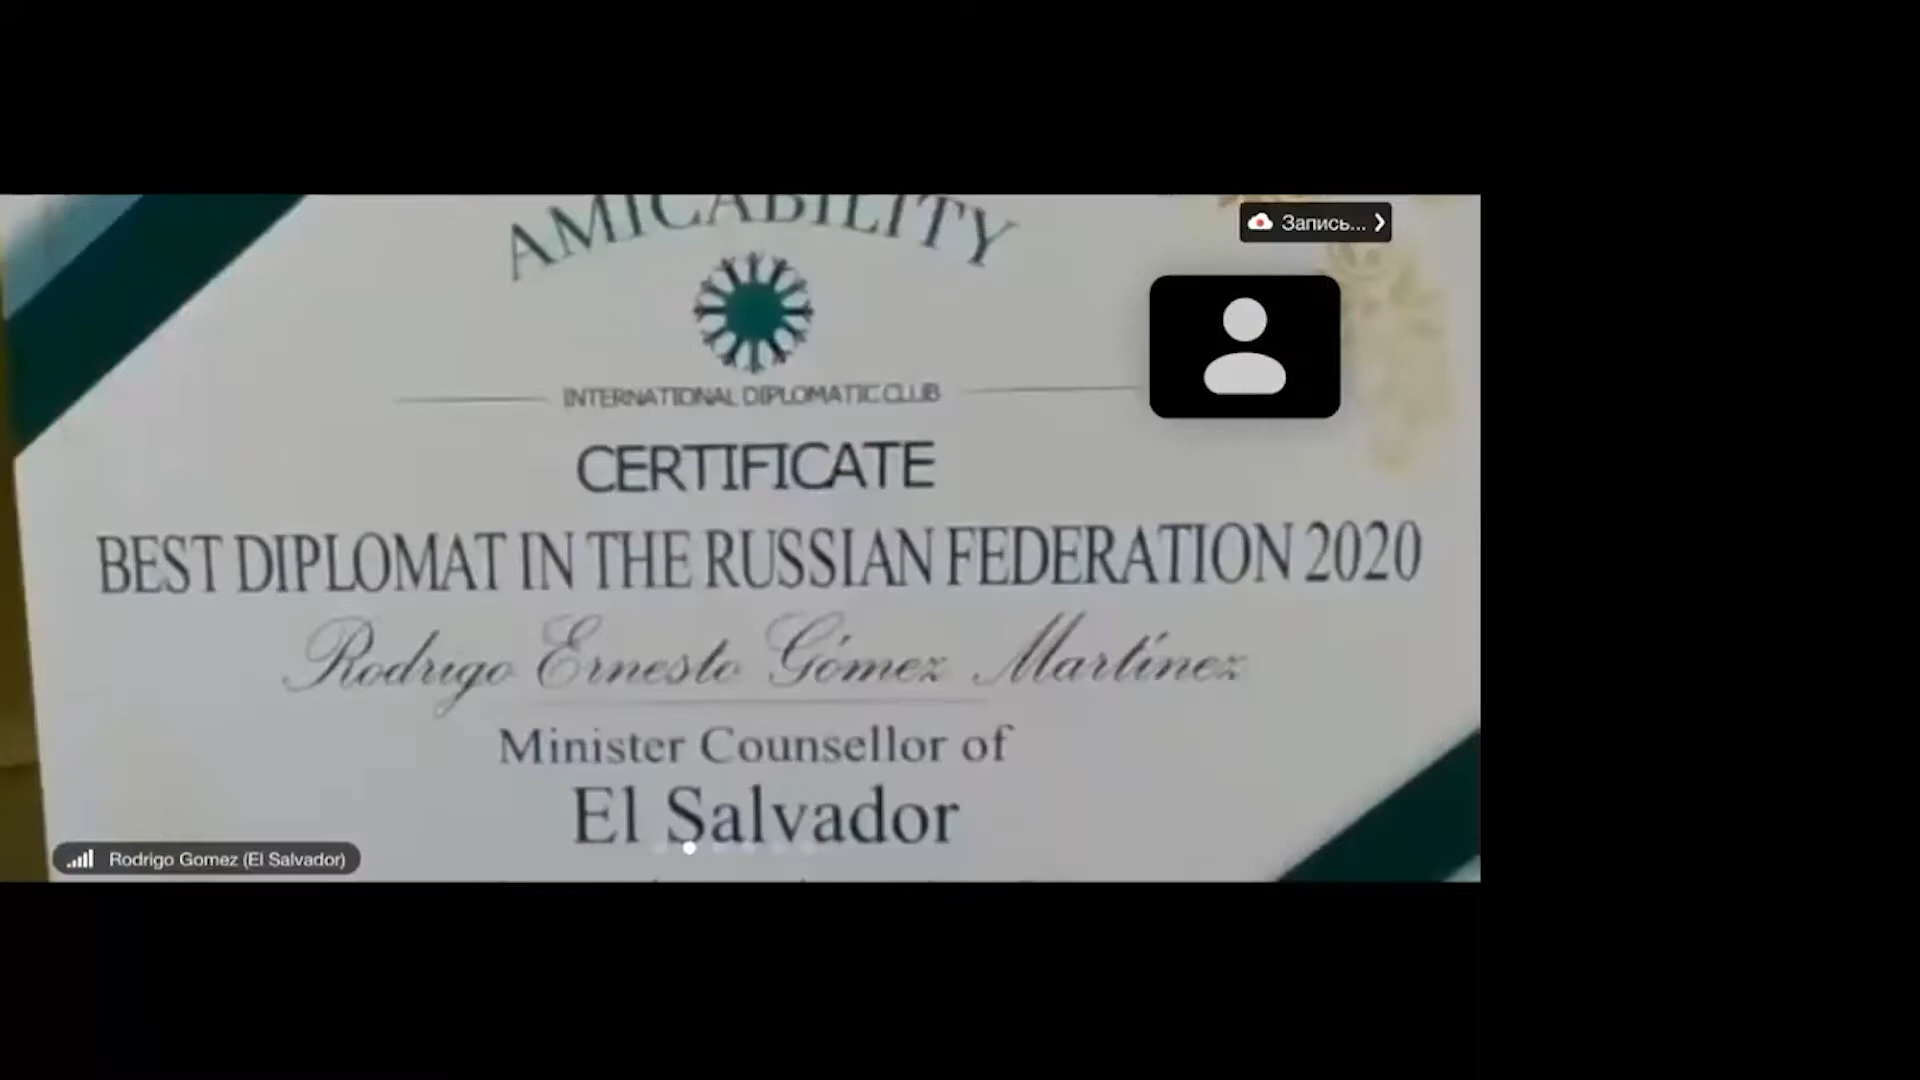 AMICABILITY
Запись...
INTERNATIONAL DIPLOMATIC CLUB
CERTIFICATE
BEST DIPLOMAT IN THE RUSSIAN FEDERATION 2020
Rodrigo Ernesto Gómez Martínez
Minister Counsellor of
El Salvador
Rodrigo Gomez (El Salvador)